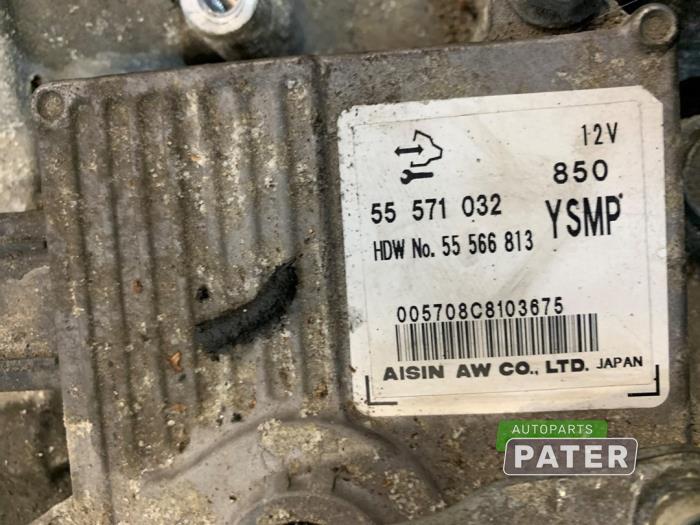 12V
850
55 571 032
YSMP
HDW No. 55 566 813
005708C8103675
AISIN AW CO., LTD. JAPAN
AUTOPARTS
PATER